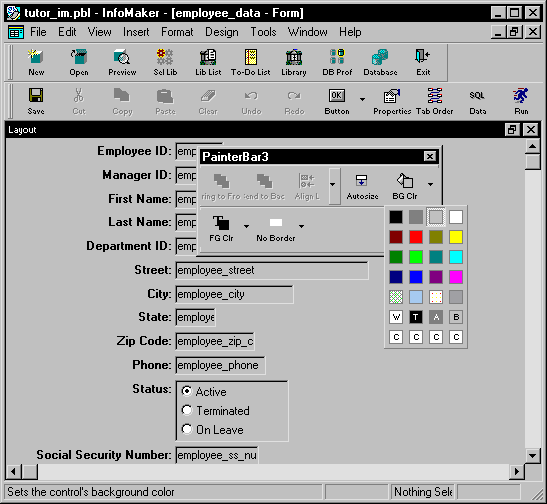 tutor_im.pbl - InfoMaker - [employee_data - Form]
File Edit View Insert Format Design Tools Window Help
New Open Preview Sel Lib Lib List To-Do List Library DB Prof Database Exit
Save Cut Copy Paste Clear Undo Redo Button Properties Tab Order SQL Data Run
Layout
Employee ID: emp
Manager ID: emp
First Name: emp
Last Name: emp
Department ID: emp
PainterBar3
ring to Fro end to Bac Align L Autosize BG Clr
FG Clr No Border
W T A B
C C C C
Street: employee_street
City: employee_city
State: employe
Zip Code: employee_zip_c
Phone: employee_phone
Status: Active
Terminated
On Leave
Social Security Number: employee_ss_nu
Sets the control's background color Nothing Sele